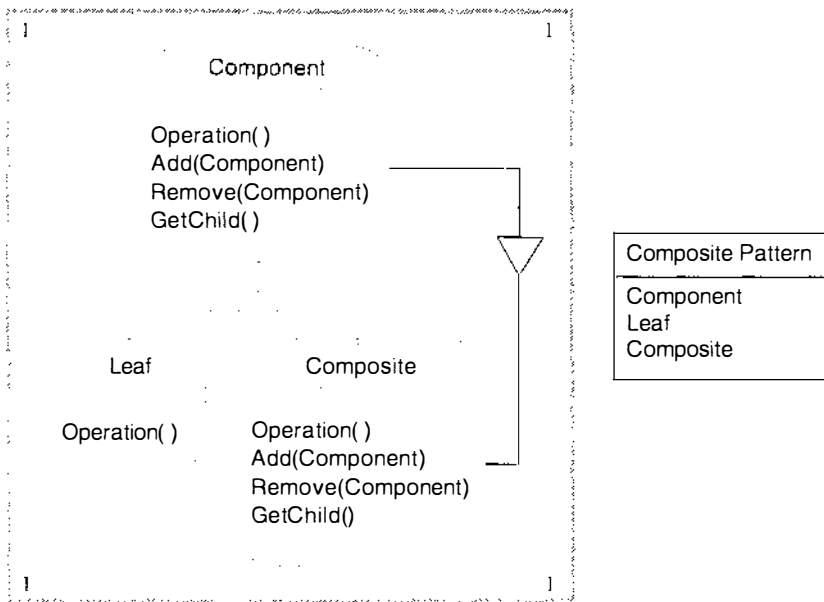 Component
Operation( )
Add(Component)
Remove(Component)
GetChild( )
Leaf
Operation( )
Composite
Operation( )
Add(Component)
Remove(Component)
GetChild()
Composite Pattern
Component
Leaf
Composite